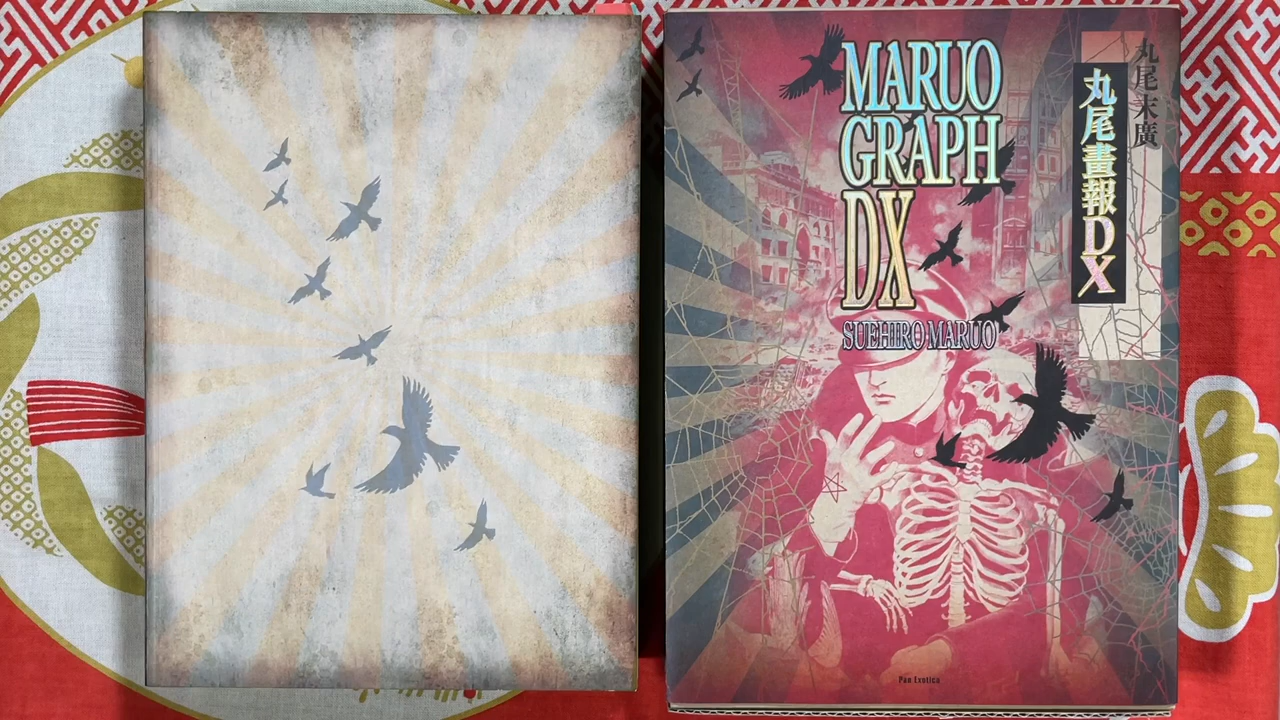 MARUO
GRAPH
DX
SUEHIRO MARUO
丸尾末廣
丸尾畫報DX
Pan Exotica